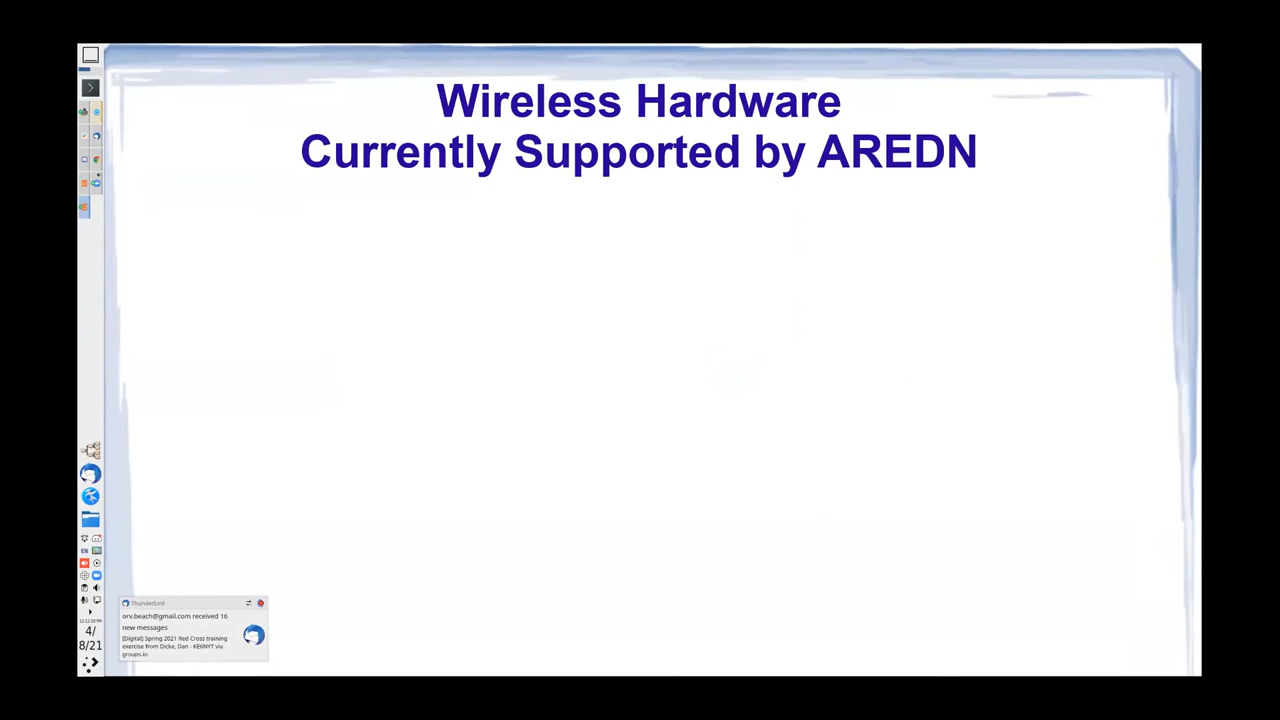 Wireless Hardware
Currently Supported by AREDN
Thunderbird
orv.beach@gmail.com received 16
new messages
[Digital] Spring 2021 Red Cross training
exercise from Dicke, Dan - KE6NYT via
groups.io
EN
4/
8/21